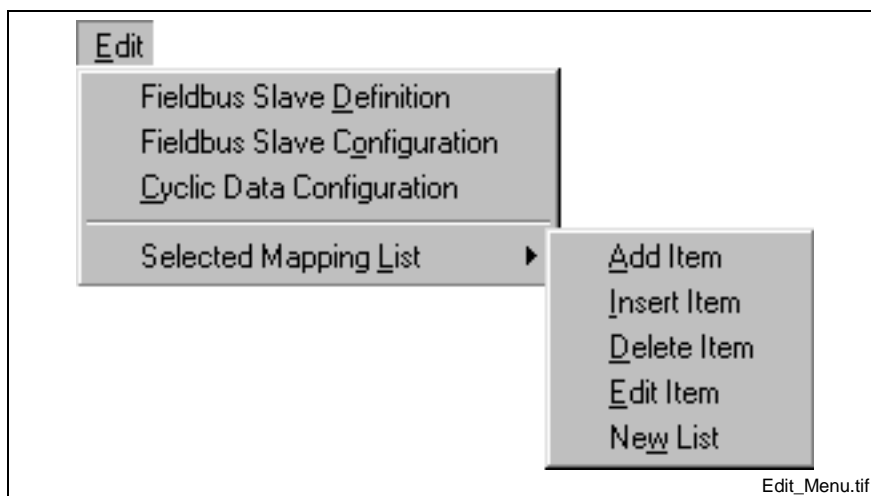 Edit
Fieldbus Slave Definition
Fieldbus Slave Configuration
Cyclic Data Configuration
Selected Mapping List
Add Item
Insert Item
Delete Item
Edit Item
New List
Edit_Menu.tif